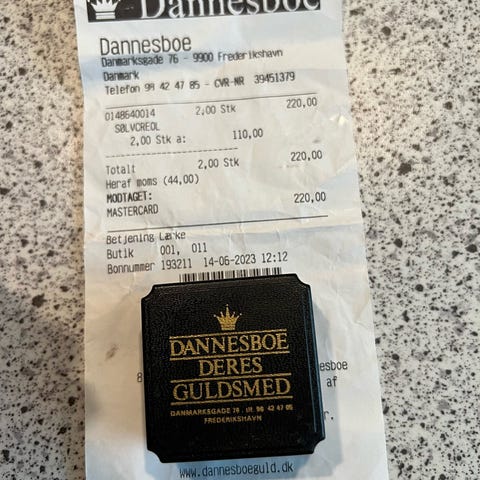 Dannesboe
Dannesboe
Danmarksgade 76 - 9900 Frederikshavn
Danmark
Telefon 98 42 47 85 - CVR-NR 39451379
0148640014 2,00 Stk 220,00
SØLVCREOL
2,00 Stk a: 110,00
Totalt 2,00 Stk 220,00
Heraf moms (44,00)
MODTAGET:
MASTERCARD 220,00
Betjening Lærke
Butik 001, 011
Bonnummer 193211 14-06-2023 12:12
DANNESBOE
DERES
GULDSMED
DANMARKSGADE 76 . tlf. 98 42 47 85
FREDERIKSHAVN
af
www.dannesboeguld.dk